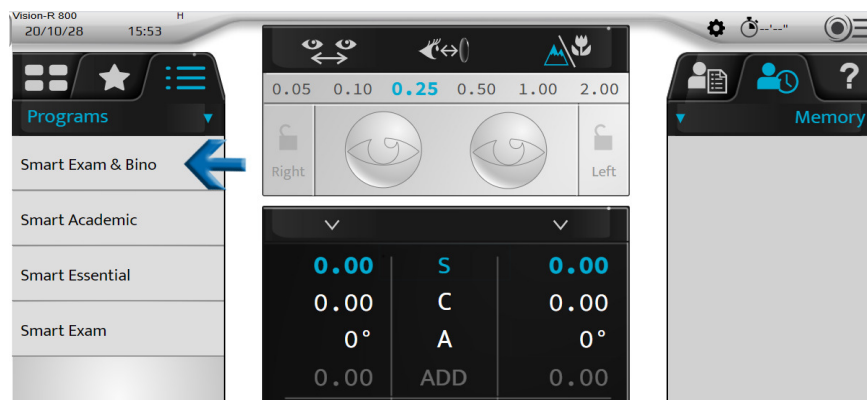 Vision-R 800
H
20/10/28 15:53
--'--"
0.05 0.10 0.25 0.50 1.00 2.00
?
Programs
Memory
Right
Left
Smart Exam & Bino
Smart Academic
Smart Essential
Smart Exam
0.00 S 0.00
0.00 C 0.00
0° A 0°
0.00 ADD 0.00